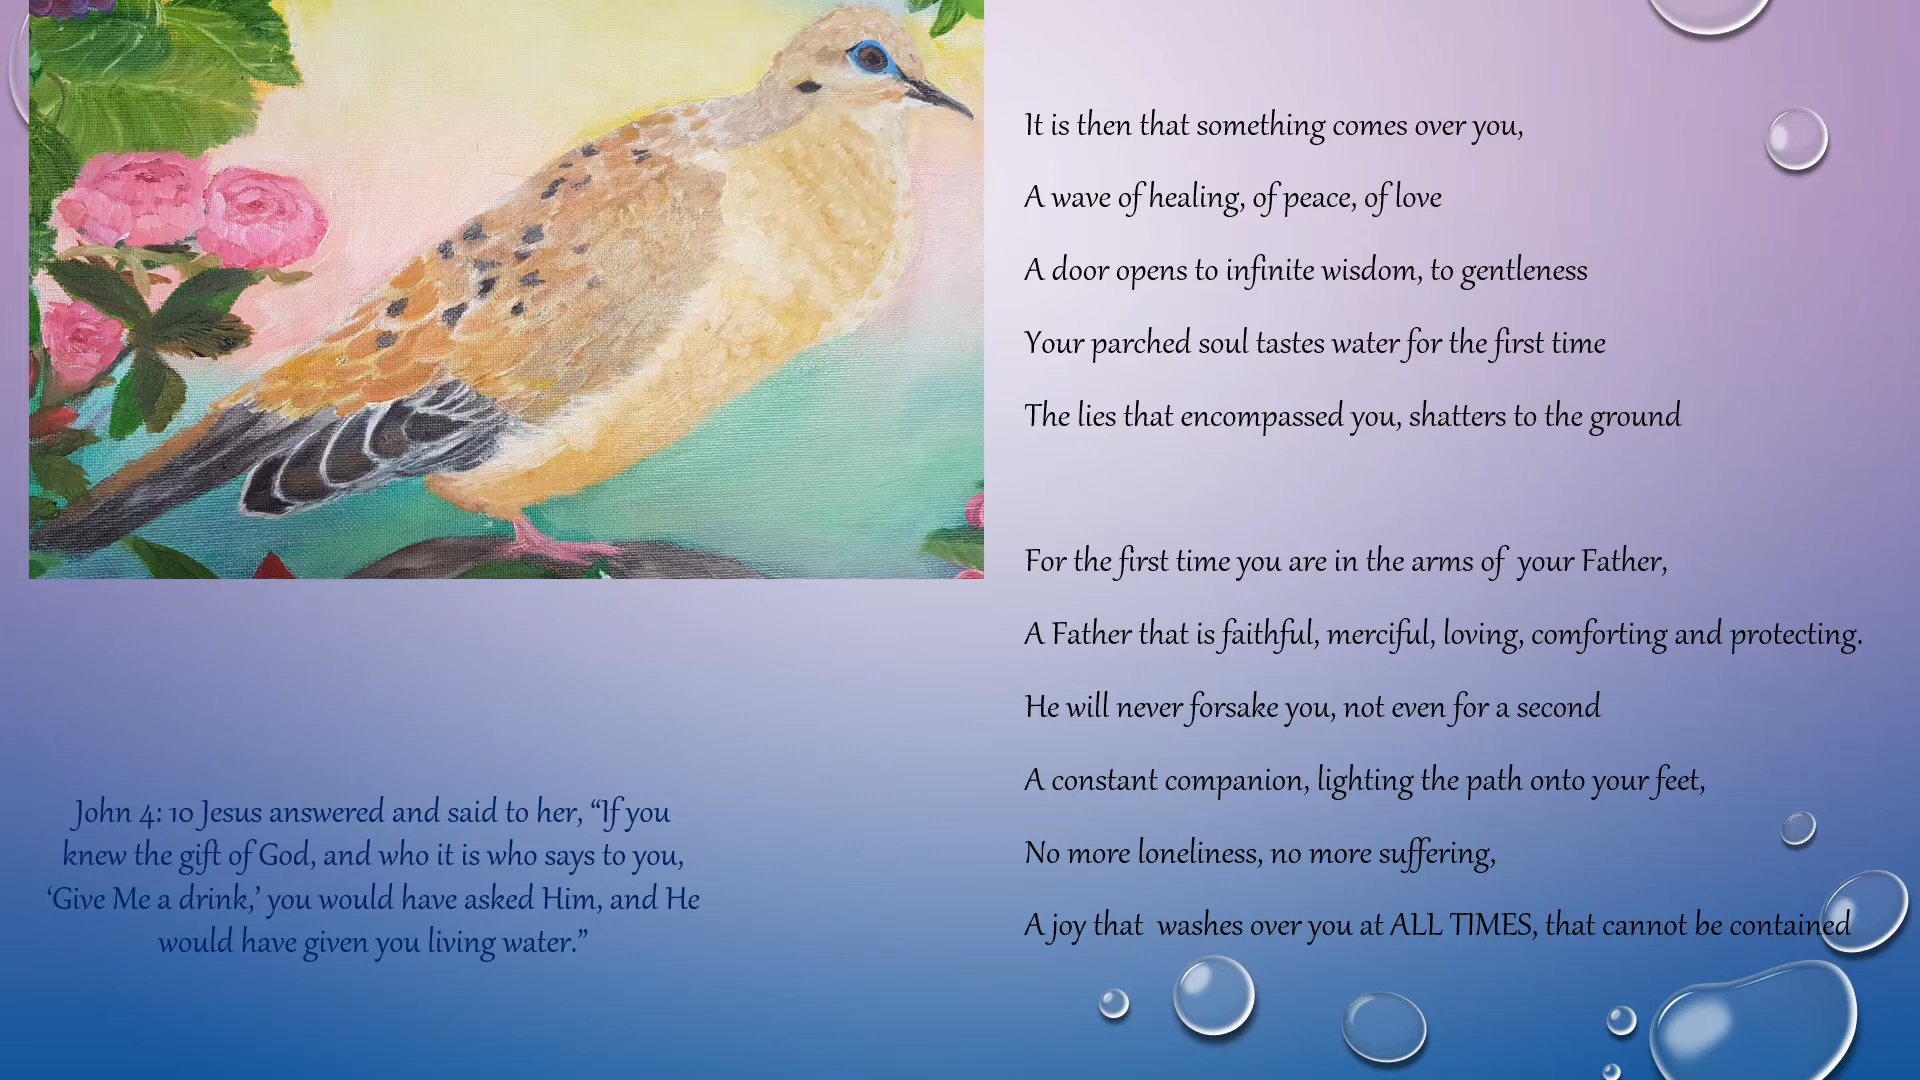 It is then that something comes over you,
A wave of healing, of peace, of love
A door opens to infinite wisdom, to gentleness
Your parched soul tastes water for the first time
The lies that encompassed you, shatters to the ground
For the first time you are in the arms of  your Father,
A Father that is faithful, merciful, loving, comforting and protecting.
He will never forsake you, not even for a second
A constant companion, lighting the path onto your feet,
No more loneliness, no more suffering,
A joy that  washes over you at ALL TIMES, that cannot be contained
John 4: 10 Jesus answered and said to her, “If you
knew the gift of God, and who it is who says to you,
‘Give Me a drink,’ you would have asked Him, and He
would have given you living water.”